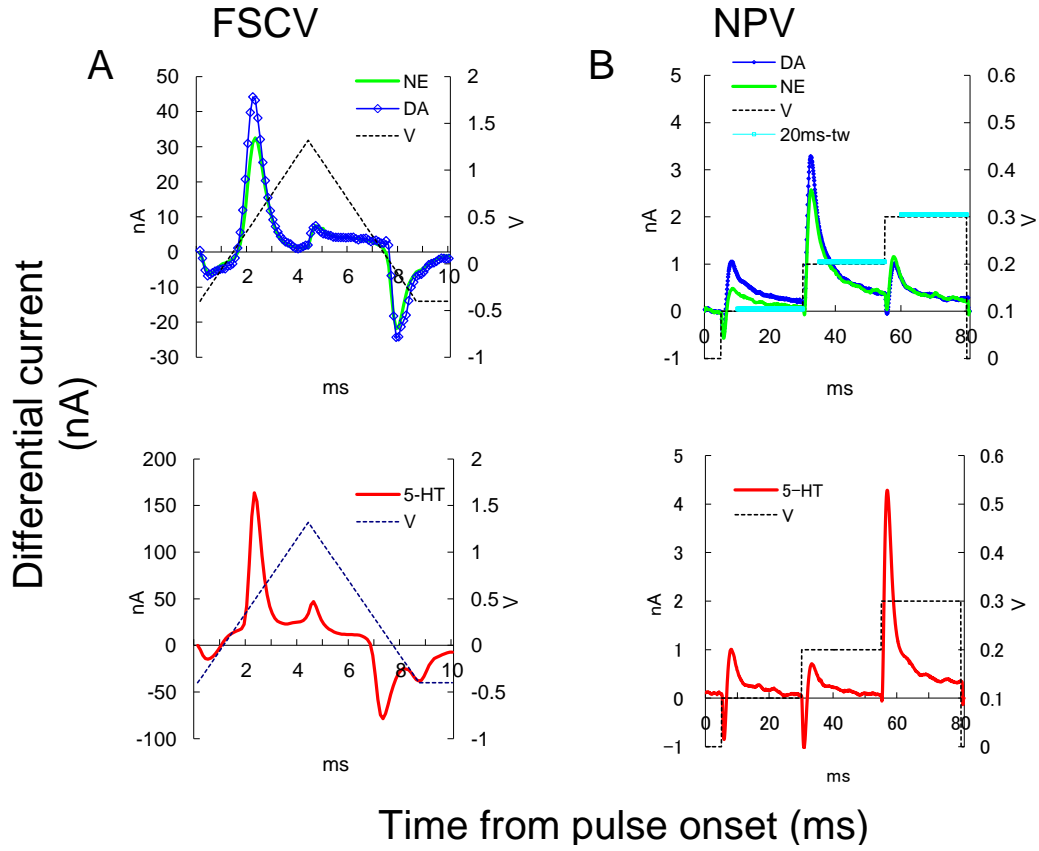 FSCV
NPV
A
B
50
40
30
20
10
0
-10
-20
-30
2
1.5
1
0.5
0
-0.5
-1
NE
DA
V
nA
V
2 4 6 8 10
ms
5
4
3
2
1
0
-1
0.6
0.5
0.4
0.3
0.2
0.1
0
DA
NE
V
20ms-tw
nA
V
0 20 40 60 80
ms
Differential current
(nA)
200
150
100
50
0
-50
-100
2
1.5
1
0.5
0
-0.5
-1
5-HT
V
nA
V
2 4 6 8 10
ms
5
4
3
2
1
0
−1
0.6
0.5
0.4
0.3
0.2
0.1
0
5−HT
V
nA
V
0 20 40 60 80
ms
Time from pulse onset (ms)